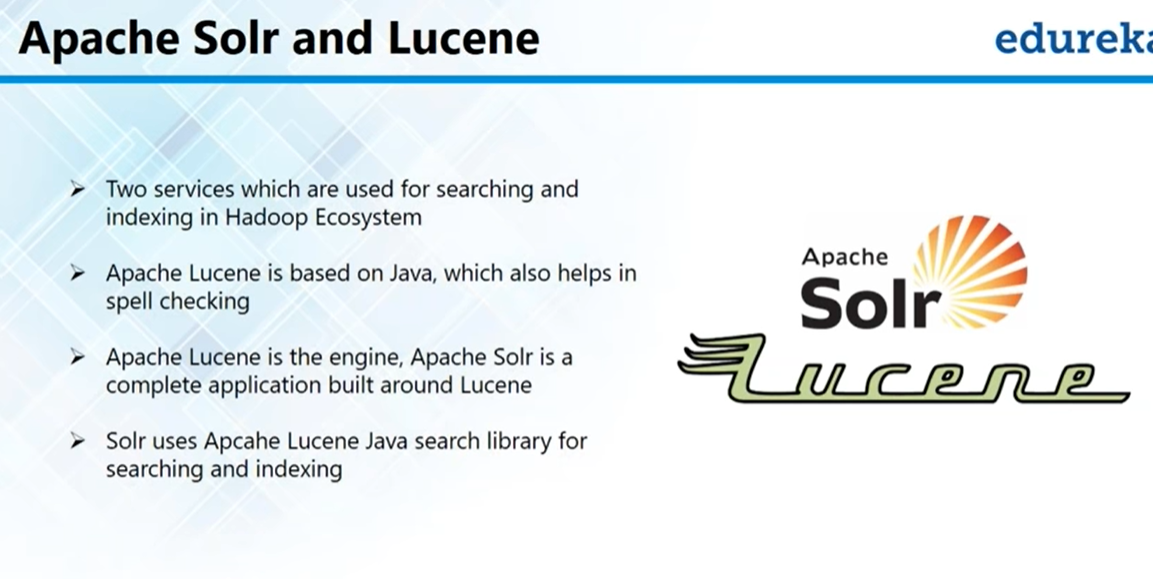 Apache Solr and Lucene
edureka
➢ Two services which are used for searching and
indexing in Hadoop Ecosystem
➢ Apache Lucene is based on Java, which also helps in
spell checking
➢ Apache Lucene is the engine, Apache Solr is a
complete application built around Lucene
➢ Solr uses Apcahe Lucene Java search library for
searching and indexing
Apache
Solr
Lucene